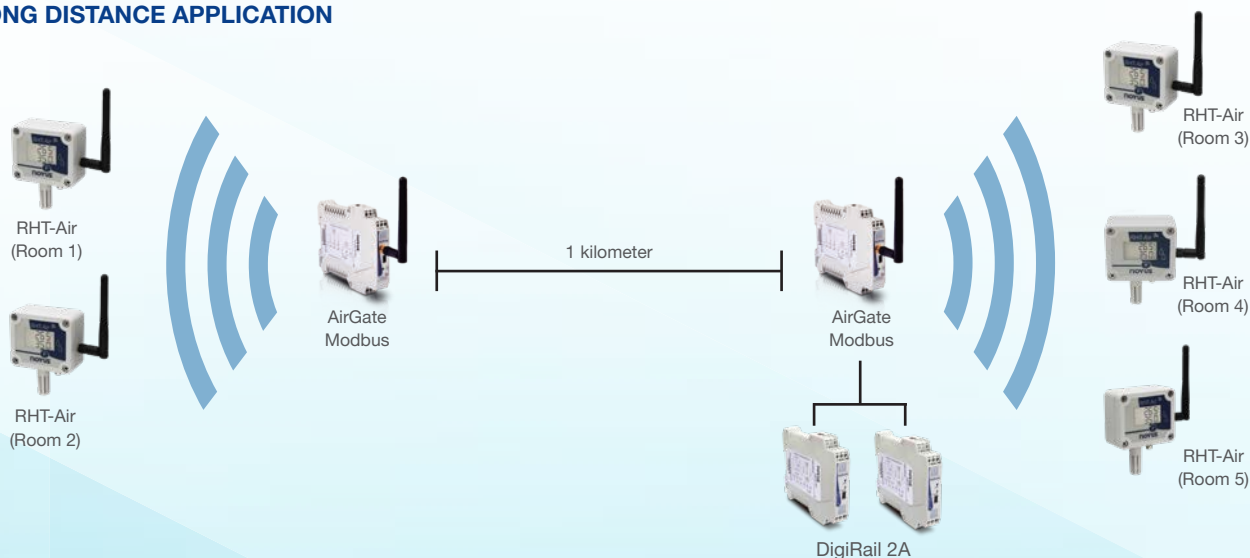 ONG DISTANCE APPLICATION
RHT-Air
(Room 1)
RHT-Air
(Room 2)
AirGate
Modbus
1 kilometer
AirGate
Modbus
DigiRail 2A
RHT-Air
(Room 3)
RHT-Air
(Room 4)
RHT-Air
(Room 5)